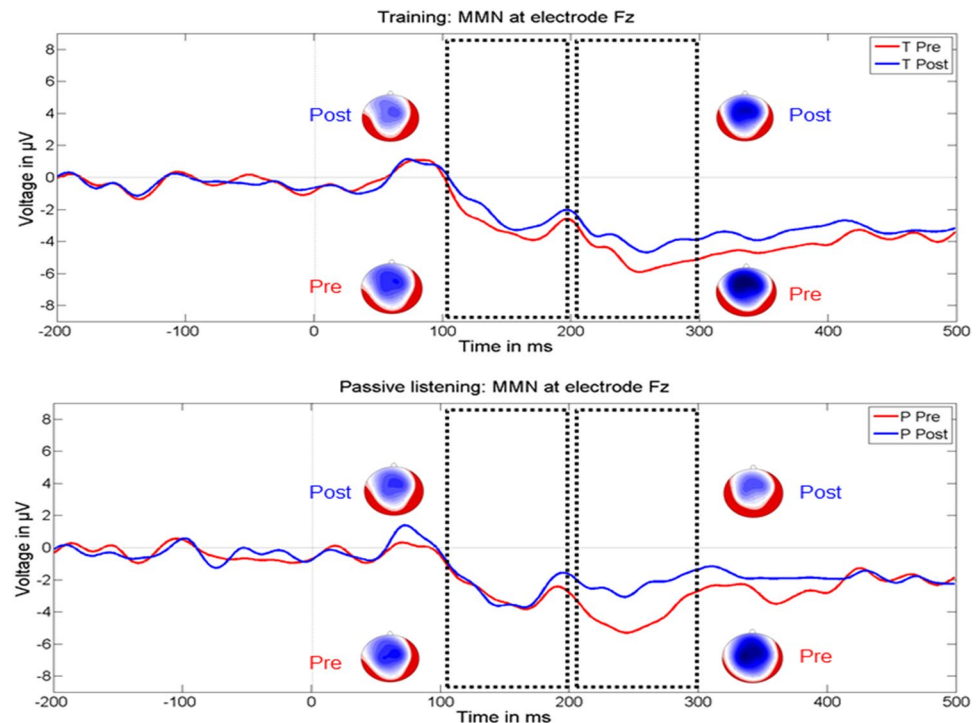 Training: MMN at electrode Fz
8
6
4
2
0
-2
-4
-6
-8
Voltage in µV
T Pre
T Post
Post
Post
Pre
Pre
-200
-100
0
100
200
300
400
500
Time in ms
Passive listening: MMN at electrode Fz
8
6
4
2
0
-2
-4
-6
-8
Voltage in µV
P Pre
P Post
Post
Post
Pre
Pre
-200
-100
0
100
200
300
400
500
Time in ms